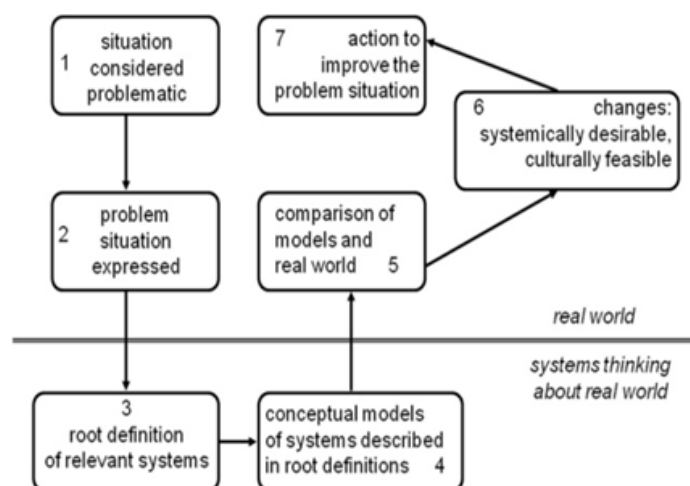 1 situation
considered
problematic
2 problem
situation
expressed
3
root definition
of relevant systems
conceptual models
of systems described
in root definitions 4
comparison of
models and
real world 5
6 changes:
systemically desirable,
culturally feasible
7 action to
improve the
problem situation
real world
systems thinking
about real world